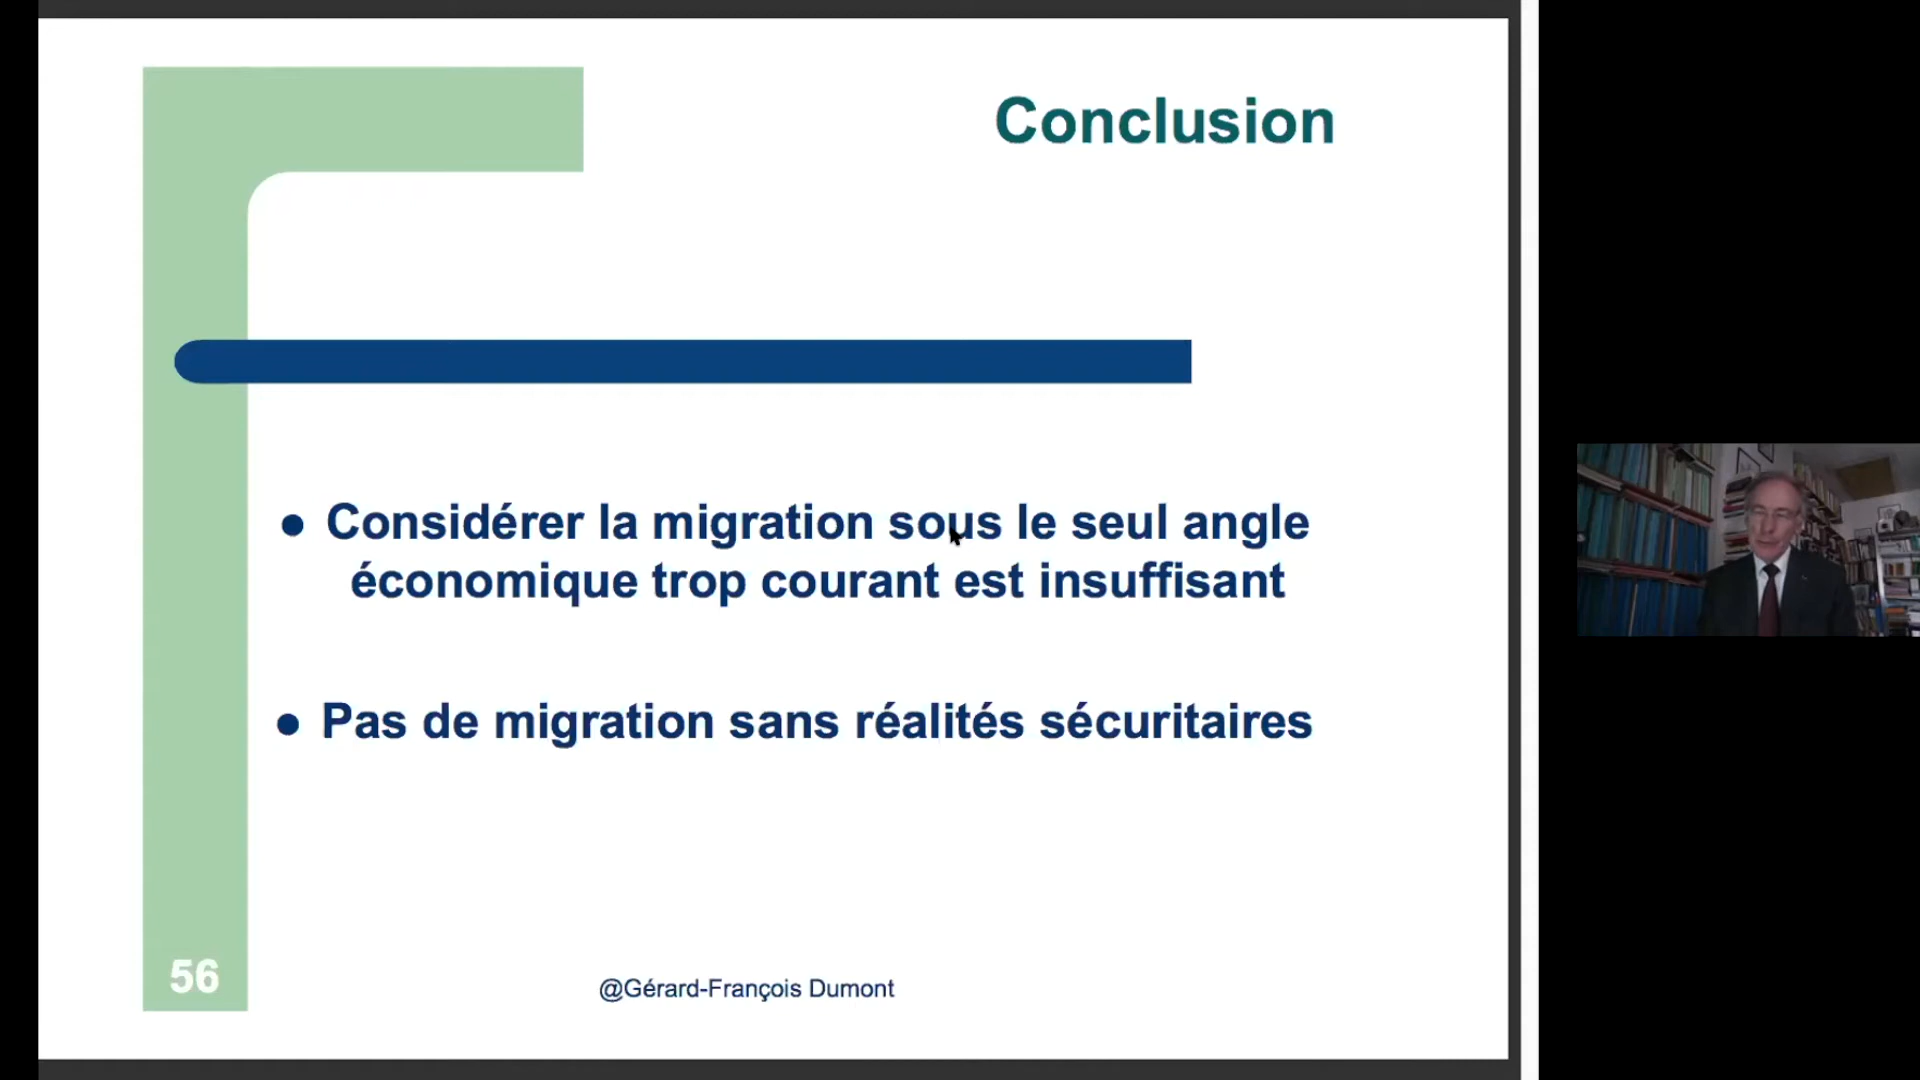 Conclusion
● Considérer la migration sous le seul angle
économique trop courant est insuffisant
● Pas de migration sans réalités sécuritaires
56
@Gérard-François Dumont